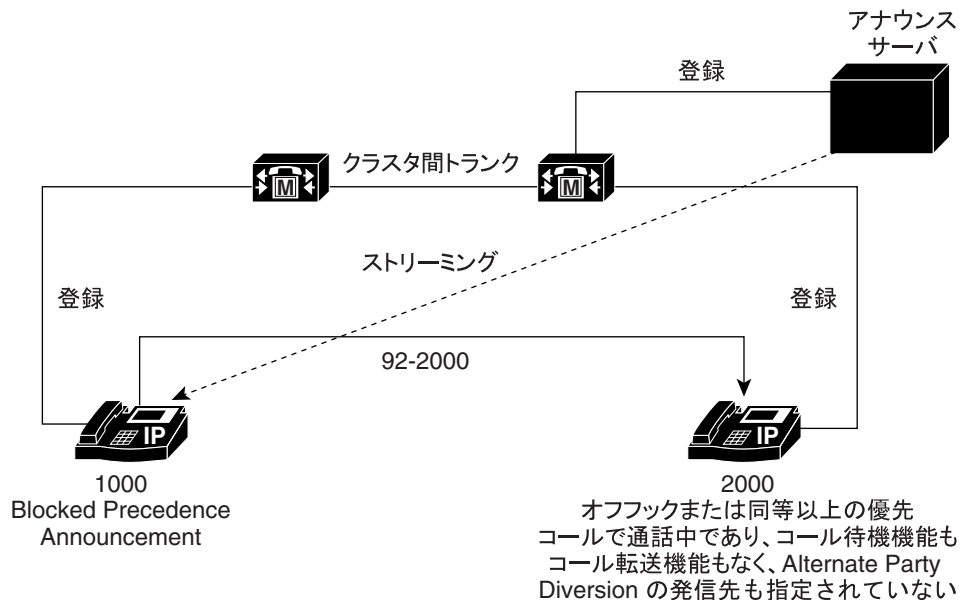 アナウンス
サーバ
登録
クラスタ間トランク
M
M
ストリーミング
登録
登録
92-2000
IP
IP
1000
Blocked Precedence
Announcement
2000
オフフックまたは同等以上の優先
コールで通話中であり、コール待機機能も
コール転送機能もなく、Alternate Party
Diversion の発信先も指定されていない